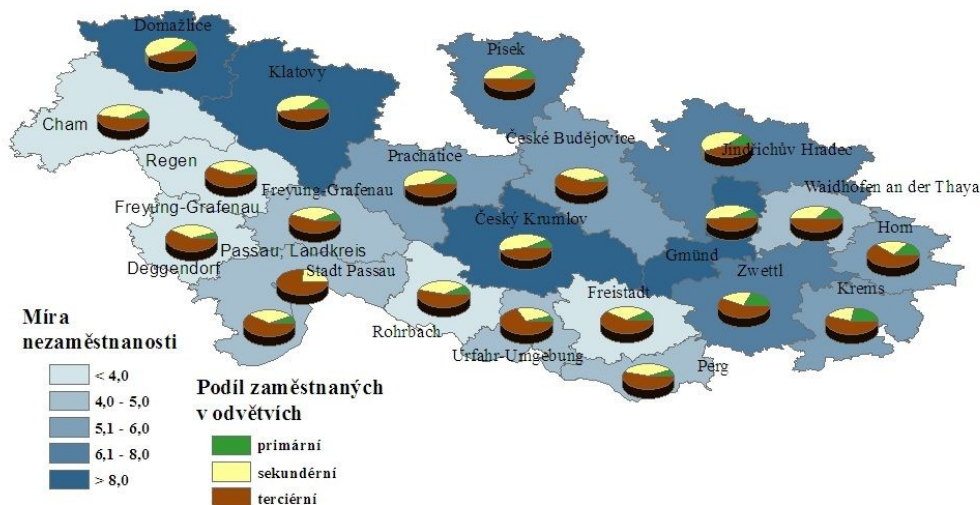 Domažlice
Písek
Klatovy
Cham
České Budějovice
Jindřichův Hradec
Regen
Prachatice
Waidhofen an der Thaya
Freyung-Grafenau
Freyung-Grafenau
Český Krumlov
Horn
Passau, Landkreis
Gmünd
Deggendorf
Stadt Passau
Zwettl
Krems
Freistadt
Rohrbach
Urfahr-Umgebung
Perg
Míra
nezaměstnanosti
< 4,0
4,0 - 5,0
5,1 - 6,0
6,1 - 8,0
> 8,0
Podíl zaměstnaných
v odvětvích
primární
sekundérní
terciérní